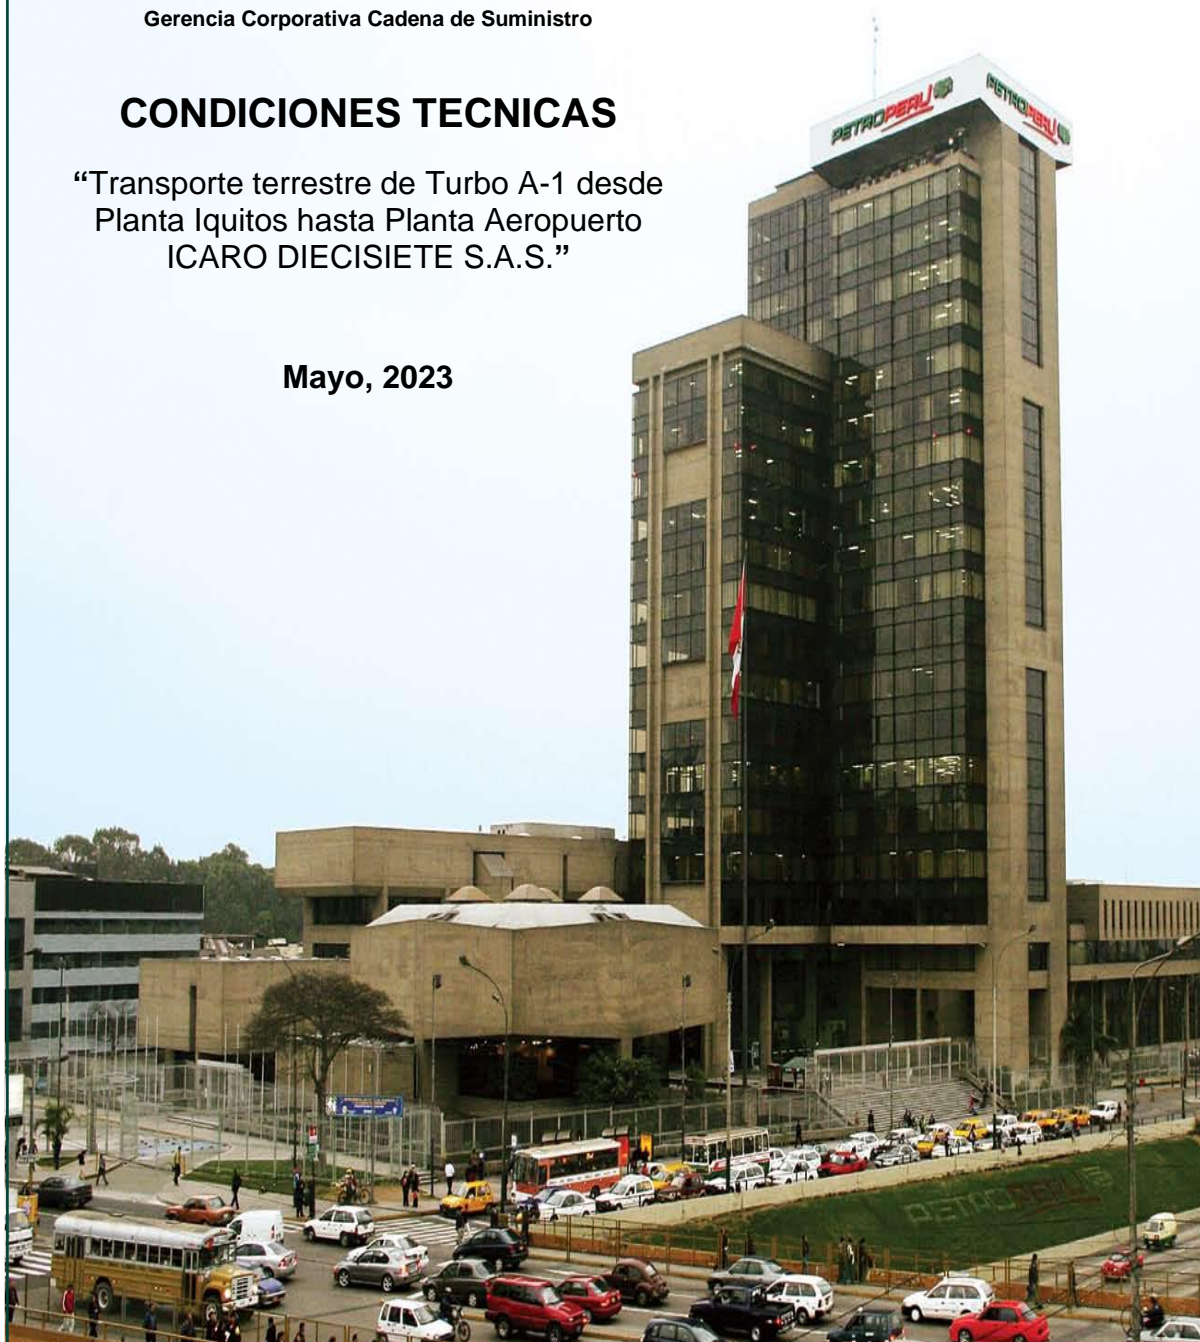 Gerencia Corporativa Cadena de Suministro
CONDICIONES TECNICAS
“Transporte terrestre de Turbo A-1 desde
Planta Iquitos hasta Planta Aeropuerto
ICARO DIECISIETE S.A.S.”
Mayo, 2023
PETROPERU
PETROPERU
PETROPERU